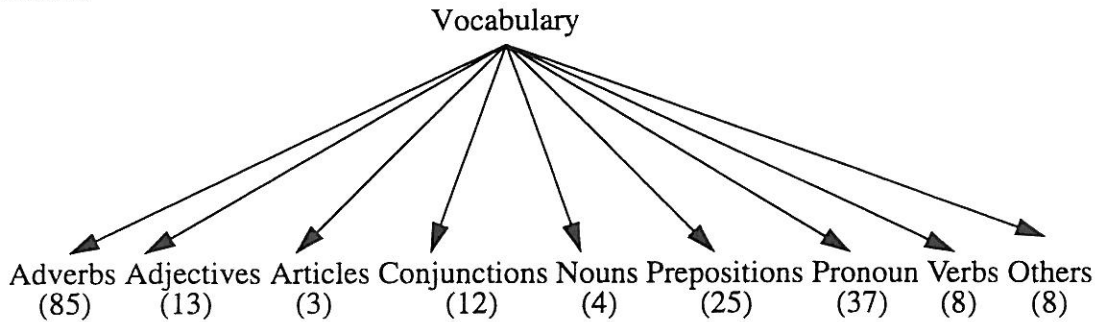 Vocabulary
Adverbs Adjectives Articles Conjunctions Nouns Prepositions Pronoun Verbs Others
(85) (13) (3) (12) (4) (25) (37) (8) (8)